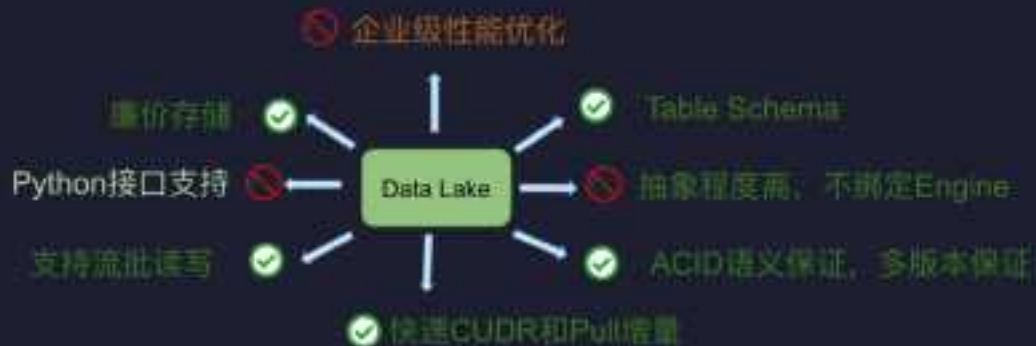 企业级性能优化
廉价存储
Table Schema
Python接口支持
Data Lake
抽象程度高，不绑定Engine
支持流批读写
ACID语义保证，多版本保证
快速CUDR和Pull增量